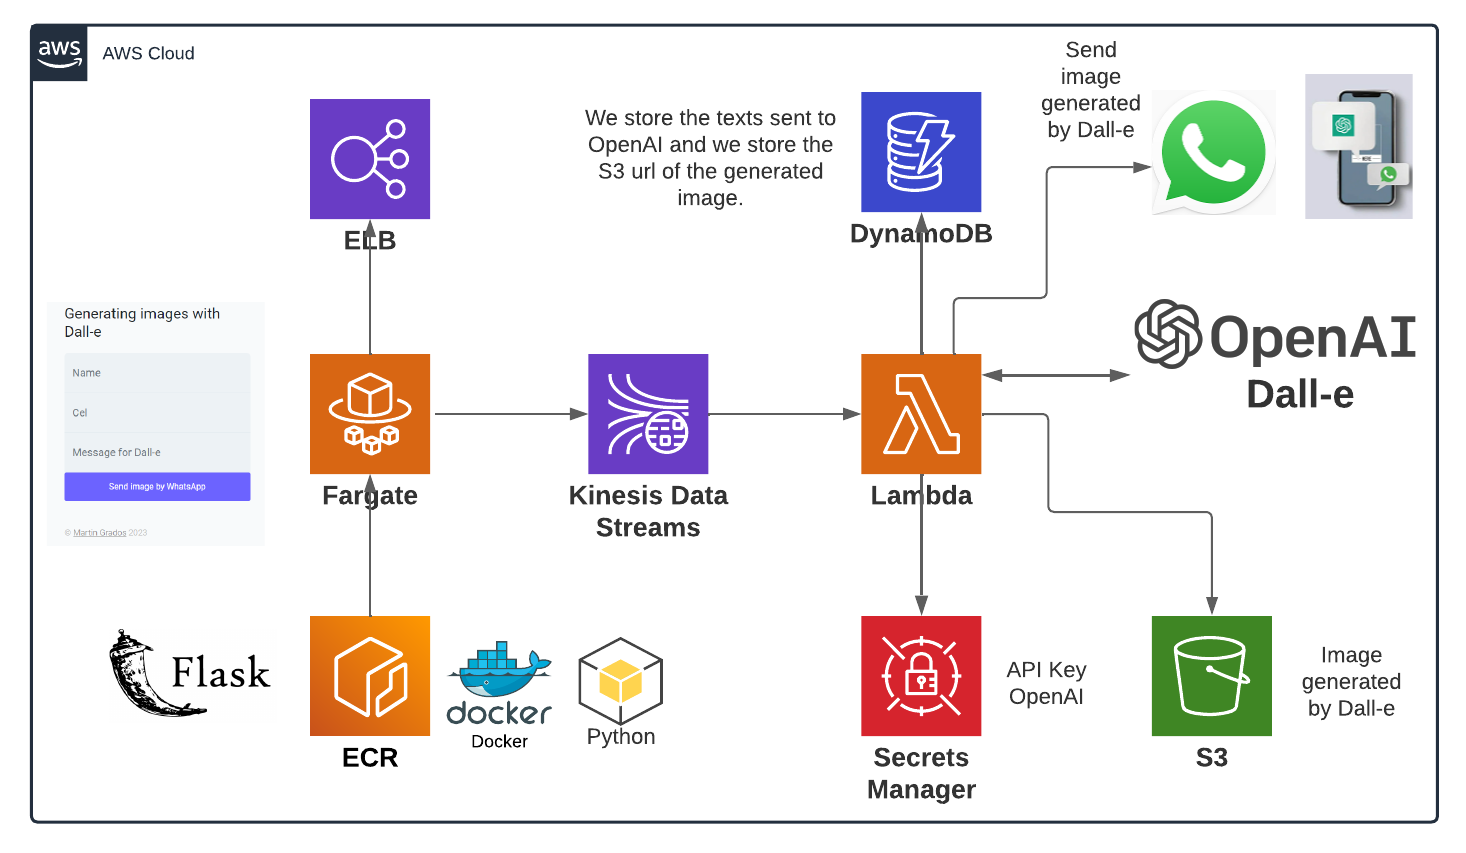 aws
AWS Cloud
Send
image
generated
by Dall-e
We store the texts sent to
OpenAI and we store the
S3 url of the generated
image.
ELB
DynamoDB
Generating images with
Dall-e
Name
Cel
Message for Dall-e
Send image by WhatsApp
© Martin Grados 2023
OpenAI
Dall-e
Fargate
Kinesis Data
Streams
Lambda
Flask
docker
Docker
Python
ECR
API Key
OpenAI
Secrets
Manager
Image
generated
by Dall-e
S3